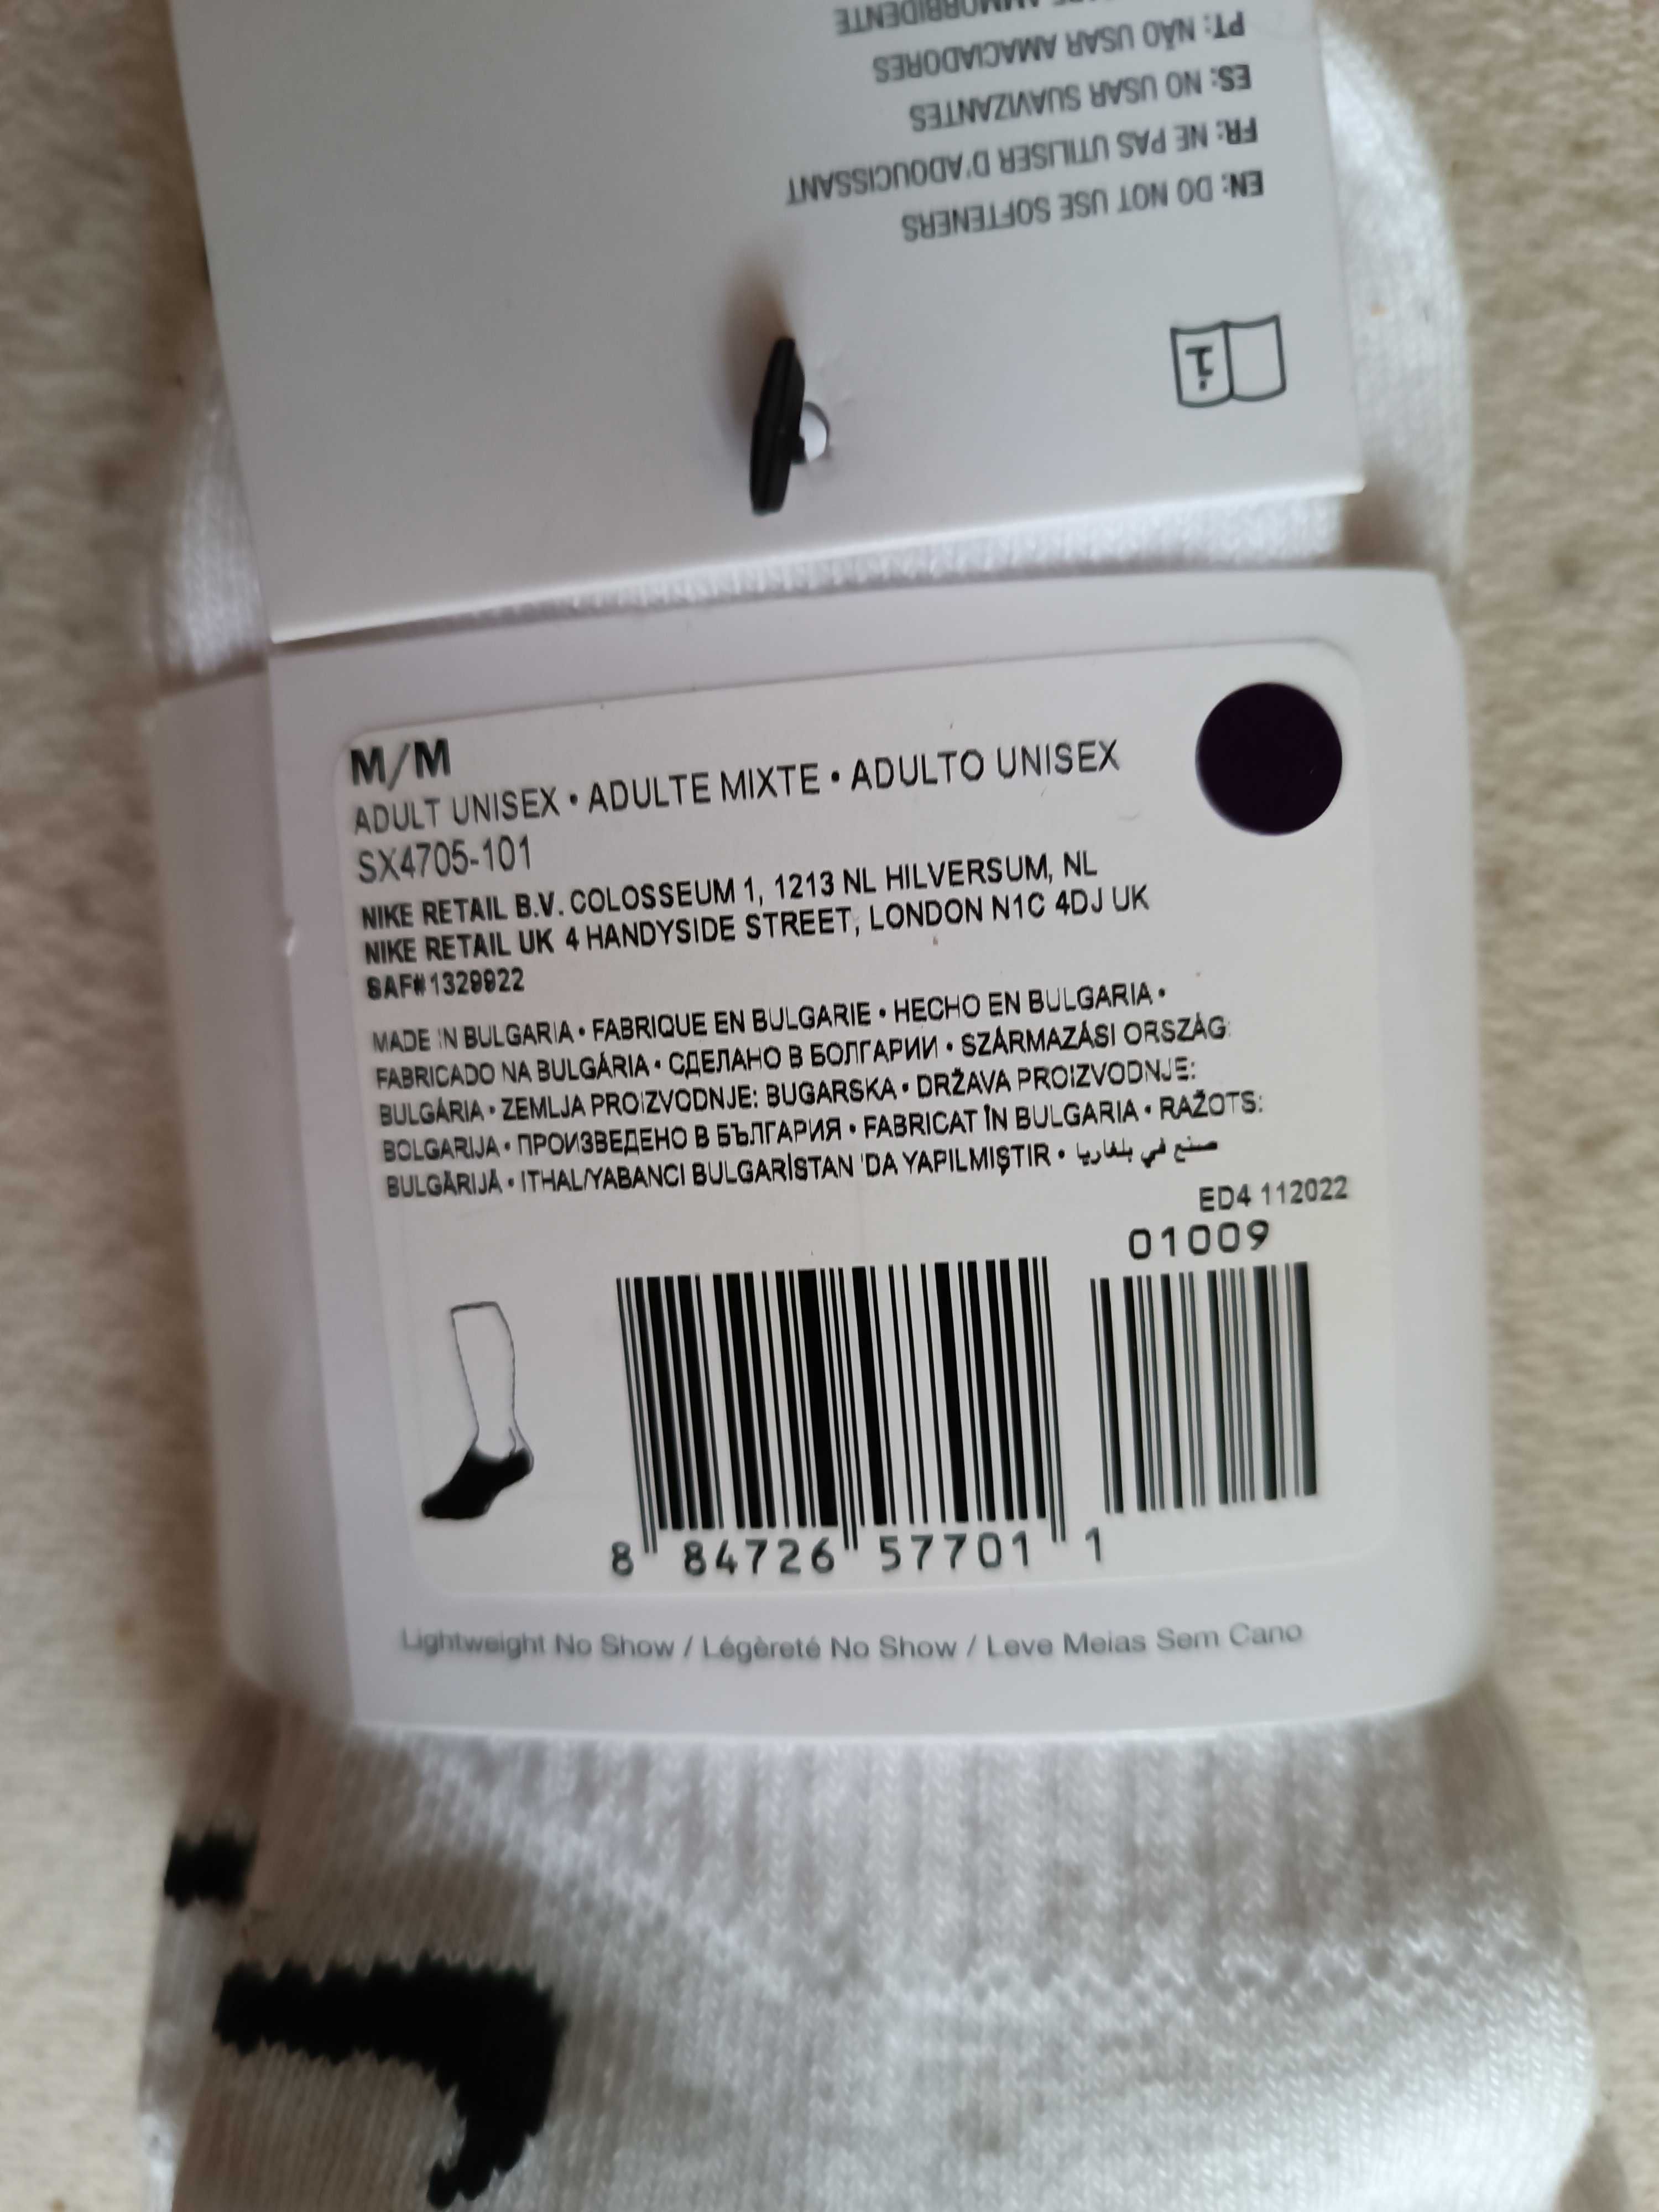 AMMORBIDENTE
PT: NÃO USAR AMACIADORES
ES: NO USAR SUAVIZANTES
FR: NE PAS UTILISER D'ADOUCISSANT
EN: DO NOT USE SOFTENERS
M/M
ADULT UNISEX • ADULTE MIXTE • ADULTO UNISEX
SX4705-101
NIKE RETAIL B.V. COLOSSEUM 1, 1213 NL HILVERSUM, NL
NIKE RETAIL UK 4 HANDYSIDE STREET, LONDON N1C 4DJ UK
SAF#1329922
MADE IN BULGARIA • FABRIQUE EN BULGARIE • HECHO EN BULGARIA •
FABRICADO NA BULGÁRIA • СДЕЛАНО В БОЛГАРИИ • SZÁRMAZÁSI ORSZÁG:
BULGÁRIA • ZEMLJA PROIZVODNJE: BUGARSKA • DRŽAVA PROIZVODNJE:
BOLGARIJA • ПРОИЗВЕДЕНО В БЪЛГАРИЯ • FABRICAT ÎN BULGARIA • RAŽOTS:
BULGĀRIJĀ • ITHAL/YABANCI BULGARİSTAN 'DA YAPILMIŞTIR • صنع في بلغاريا
ED4 112022
01009
8 84726 57701 1
Lightweight No Show / Légèreté No Show / Leve Meias Sem Cano